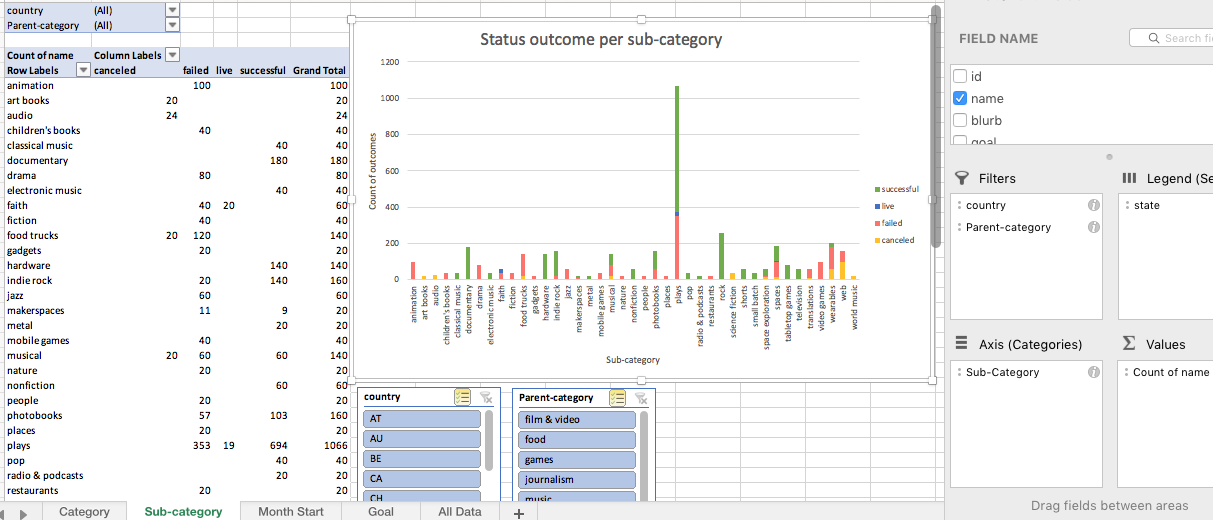 country (All)
Parent-category (All)
Count of name Column Labels
Row Labels canceled failed live successful Grand Total
animation 100 100
art books 20 20
audio 24 24
children's books 40 40
classical music 40 40
documentary 180 180
drama 80 80
electronic music 40 40
faith 40 20 60
fiction 40 40
food trucks 20 120 140
gadgets 20 20
hardware 140 140
indie rock 20 140 160
jazz 60 60
makerspaces 11 9 20
metal 20 20
mobile games 40 40
musical 20 60 60 140
nature 20 20
nonfiction 60 60
people 20 20
photobooks 57 103 160
places 20 20
plays 353 19 694 1066
pop 40 40
radio & podcasts 20 20
restaurants 20 20
Status outcome per sub-category
1200
1000
800
600
400
200
0
Count of outcomes
animation
art books
audio
children's books
classical music
documentary
drama
electronic music
faith
fiction
food trucks
gadgets
hardware
indie rock
jazz
makerspaces
metal
mobile games
musical
nature
nonfiction
people
photobooks
places
plays
pop
radio & podcasts
restaurants
rock
science fiction
shorts
small batch
space exploration
spaces
tabletop games
television
translations
video games
wearables
web
world music
Sub-category
successful
live
failed
canceled
country
AT
AU
BE
CA
CH
Parent-category
film & video
food
games
journalism
music
FIELD NAME
Search fi
id
name
blurb
goal
Filters
country
Parent-category
Legend (Se
state
Axis (Categories)
Sub-Category
Σ Values
Count of name
Drag fields between areas
Category Sub-category Month Start Goal All Data +